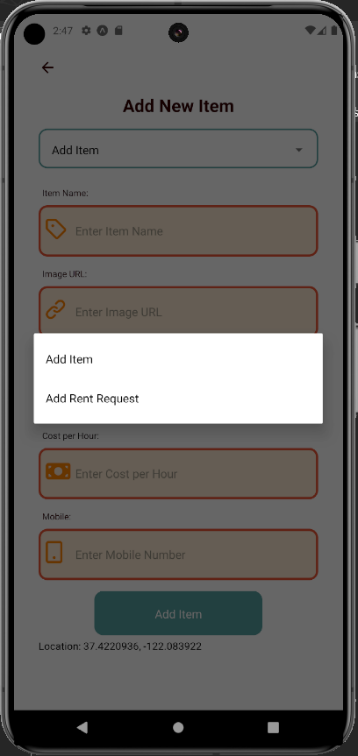 2:47
Add New Item
Add Item
Item Name:
Enter Item Name
Image URL:
Enter Image URL
Add Item
Add Rent Request
Cost per Hour:
Enter Cost per Hour
Mobile:
Enter Mobile Number
Add Item
Location: 37.4220936, -122.083922